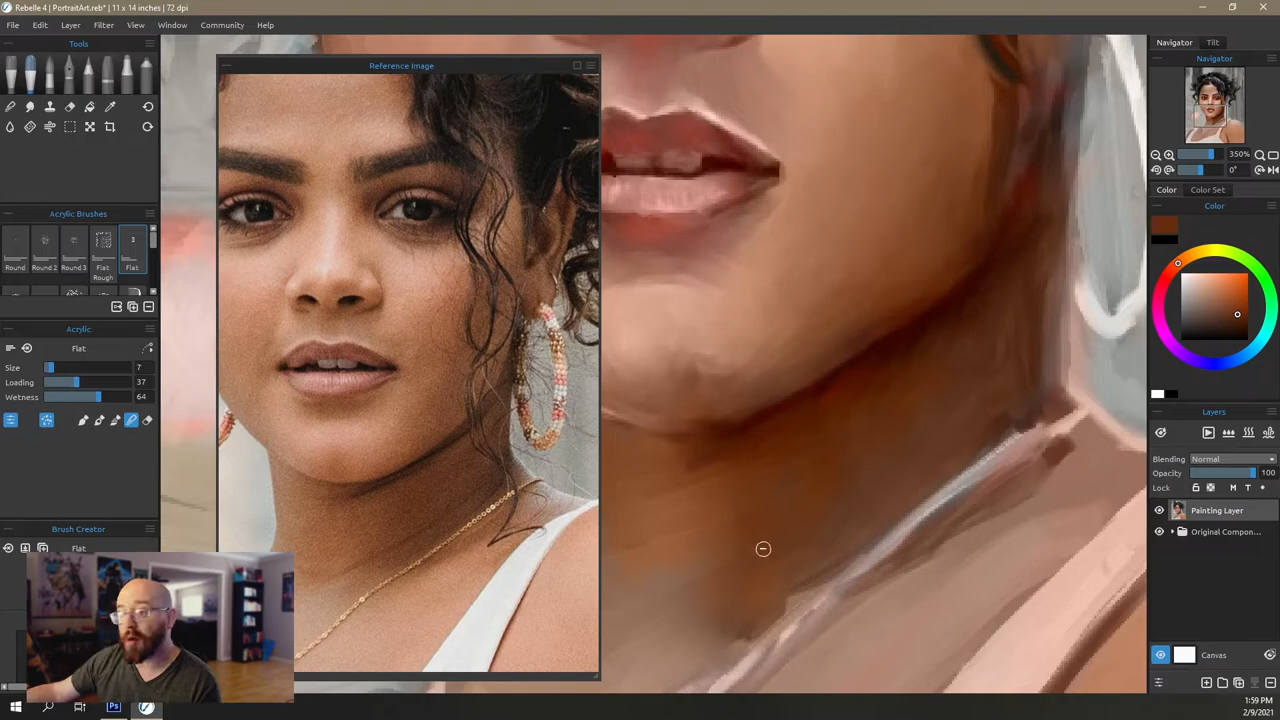 Rebelle 4 | PortraitArt.reb* | 11 x 14 inches | 72 dpi
File Edit Layer Filter View Window Community Help
Tools
Reference Image
Navigator Tilt
Navigator
350%
0°
Color Color Set
Color
Acrylic Brushes
Round Round 2 Round 3 Flat Rough Flat
Acrylic
Flat
Size 7
Loading 37
Wetness 64
Layers
Blending Normal
Opacity 100
Lock M T
Painting Layer
Original Compon...
Brush Creator
Flat
Canvas
Ps
1:59 PM
2/9/2021